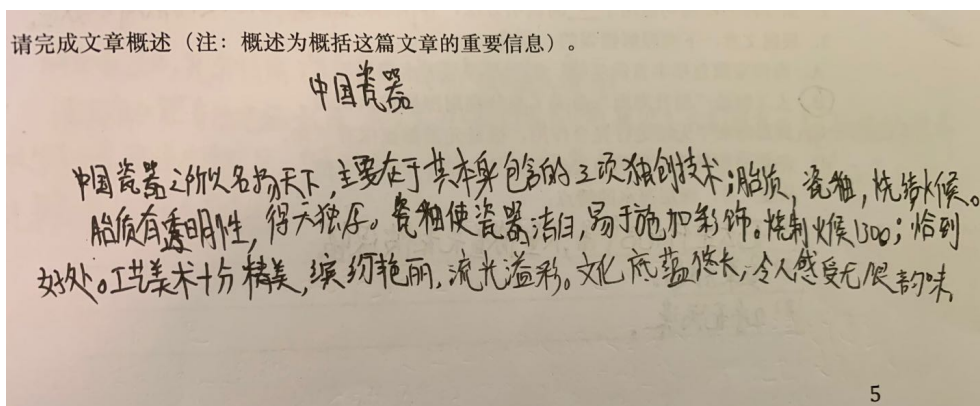 请完成文章概述（注：概述为概括这篇文章的重要信息）。
中国瓷器
中国瓷器之所以名扬天下，主要在于其本身包含的三项独创技术；胎质，瓷釉，烧制火候。
胎质有透明性，得天独厚。瓷釉使瓷器洁白，易于施加彩饰。烧制火候1300；恰到
好处。工艺美术十分精美，缤纷艳丽，流光溢彩。文化底蕴悠长，令人感受无限韵味
5